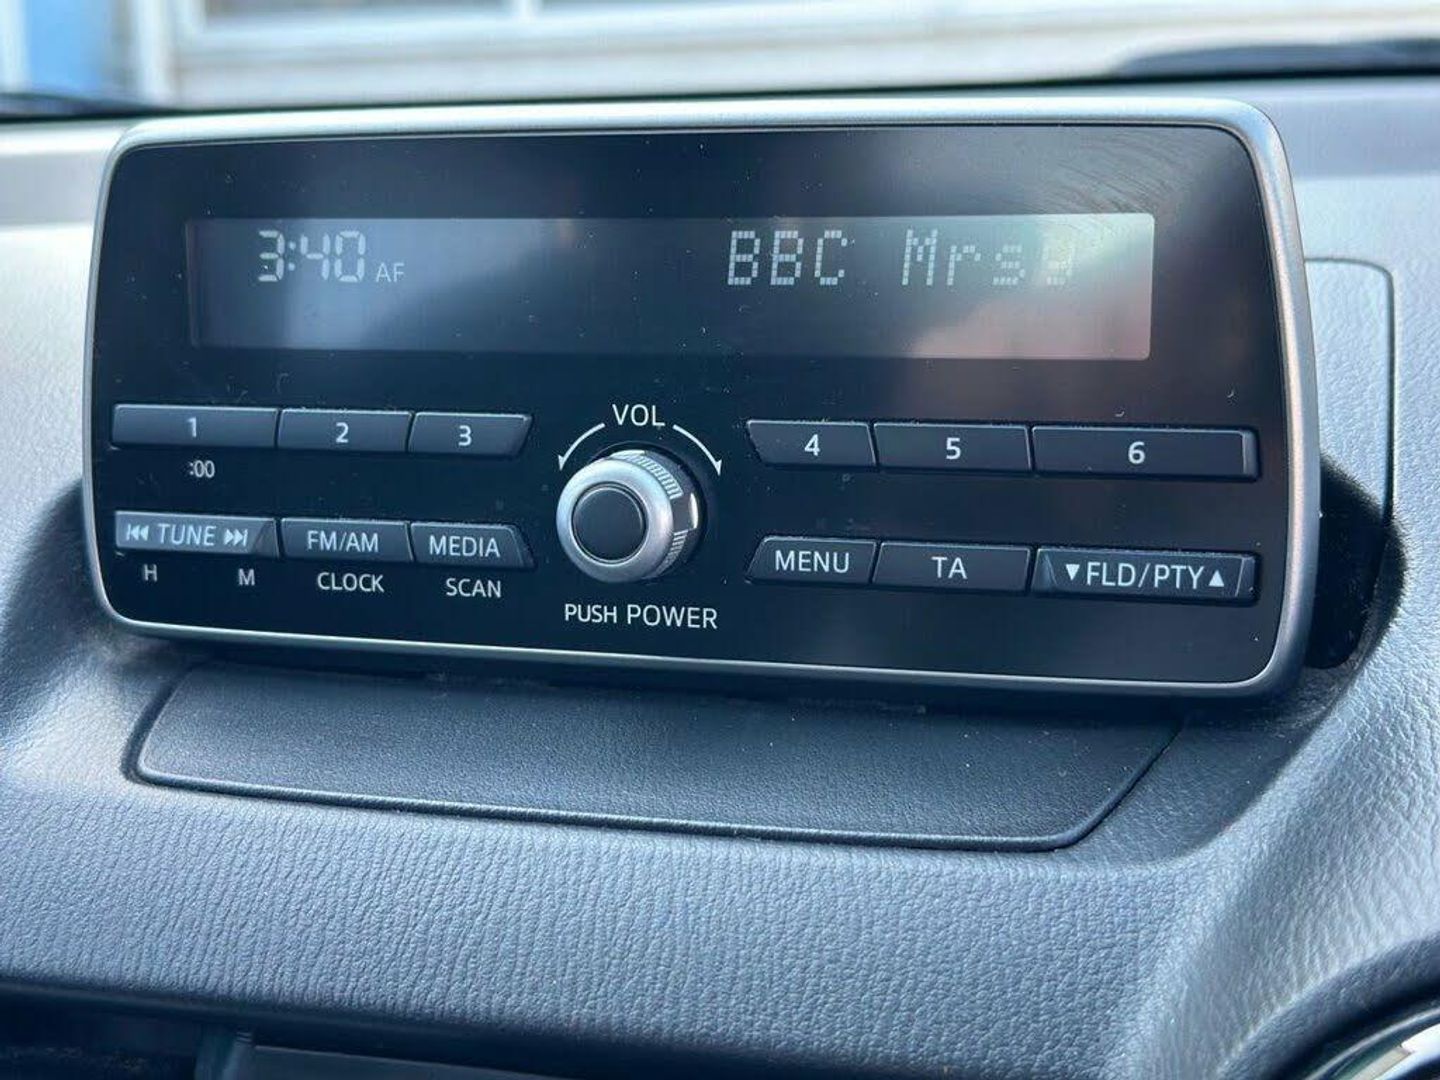 3:40 AF BBC Mrsyd
VOL
1 2 3 4 5 6
:00
⏮ TUNE ⏭ FM/AM MEDIA MENU TA ▼FLD/PTY▲
H M CLOCK SCAN
PUSH POWER